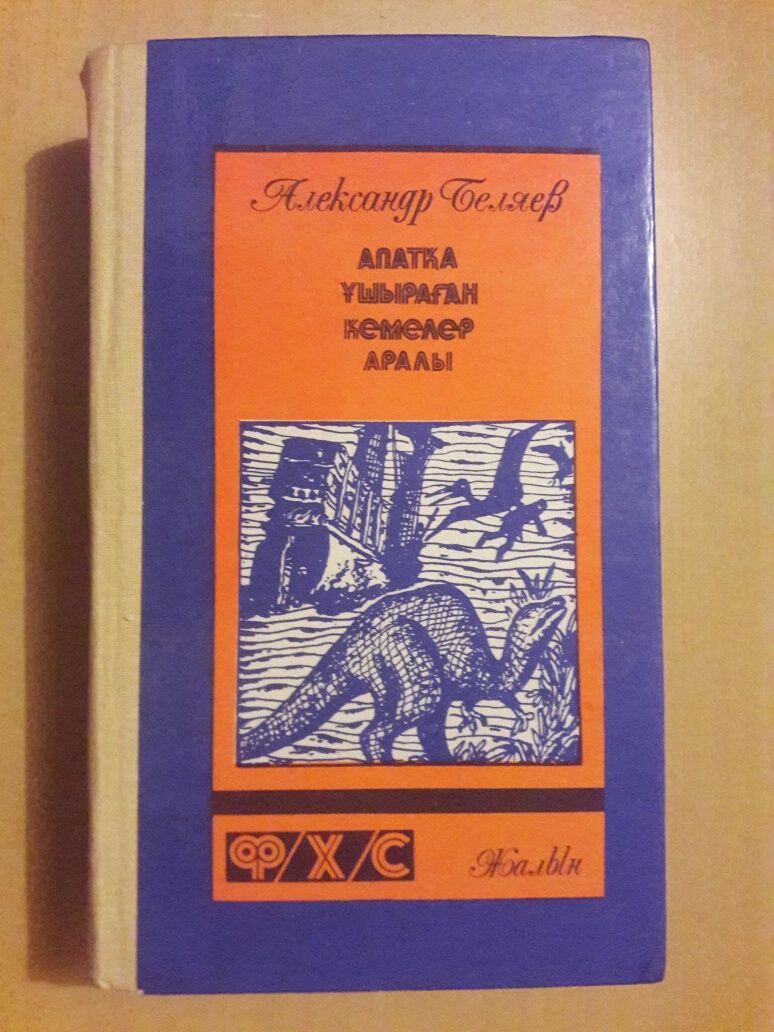 Александр Беляев
АПАТҚА
ҰШЫРАҒАН
КЕМЕЛЕР
АРАЛЫ
Ф/Х/С
Жалын